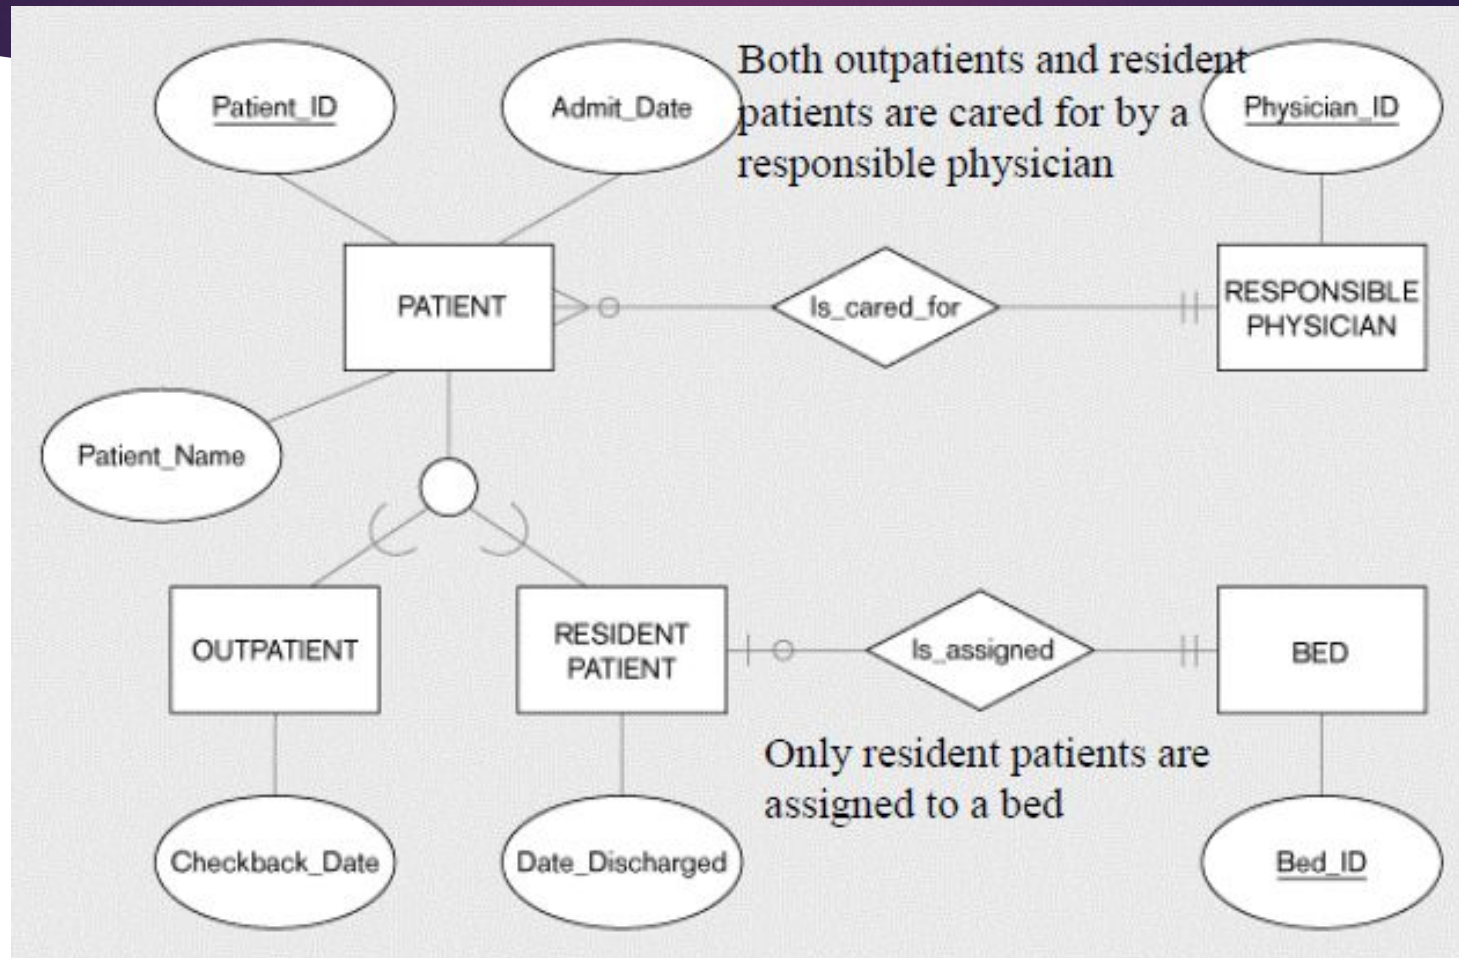 Both outpatients and resident
patients are cared for by a
responsible physician
Patient_ID
Admit_Date
Physician_ID
PATIENT
Is_cared_for
RESPONSIBLE
PHYSICIAN
Patient_Name
OUTPATIENT
RESIDENT
PATIENT
Is_assigned
BED
Only resident patients are
assigned to a bed
Checkback_Date
Date_Discharged
Bed_ID